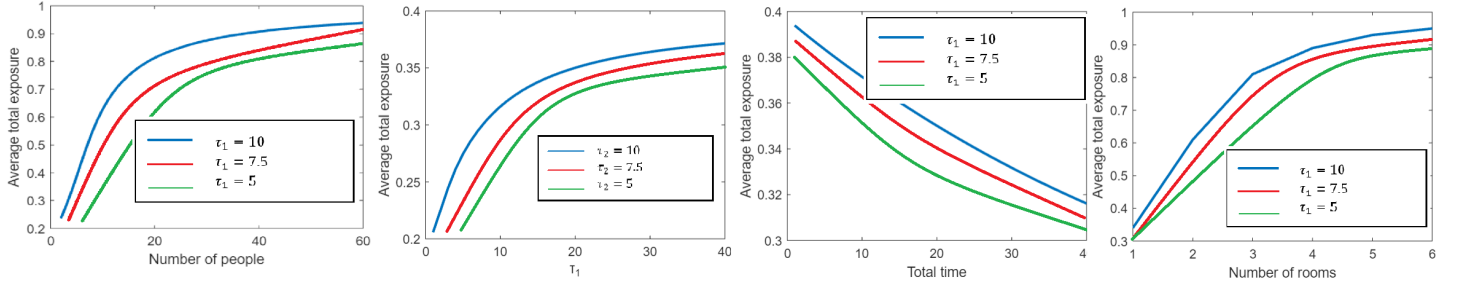 1
0.9
0.8
0.7
0.6
0.5
0.4
0.3
0.2
Average total exposure
τ₁ = 10
τ₁ = 7.5
τ₁ = 5
0 20 40 60
Number of people
0.4
0.35
0.3
0.25
0.2
Average total exposure
τ₂ = 10
τ₂ = 7.5
τ₂ = 5
0 10 20 30 40
τ₁
0.4
0.38
0.36
0.34
0.32
0.3
Average total exposure
τ₁ = 10
τ₁ = 7.5
τ₁ = 5
0 10 20 30 4
Total time
1
0.9
0.8
0.7
0.6
0.5
0.4
0.3
Average total exposure
τ₁ = 10
τ₁ = 7.5
τ₁ = 5
1 2 3 4 5 6
Number of rooms